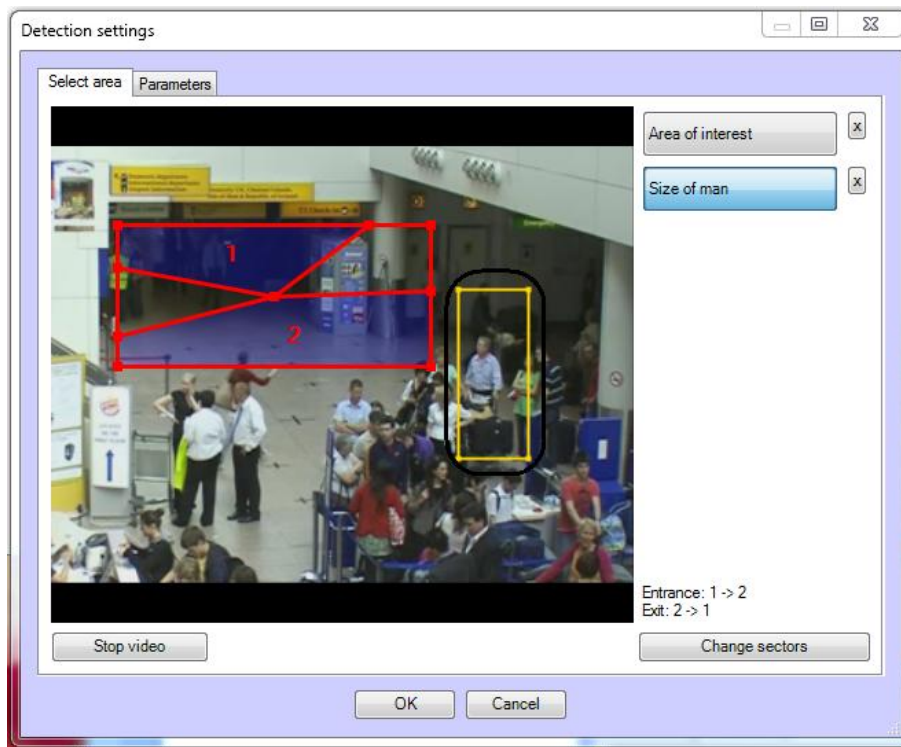 Detection settings
Select area
Parameters
Area of interest
x
Size of man
x
1
2
Entrance: 1 -> 2
Exit: 2 -> 1
Stop video
Change sectors
OK
Cancel